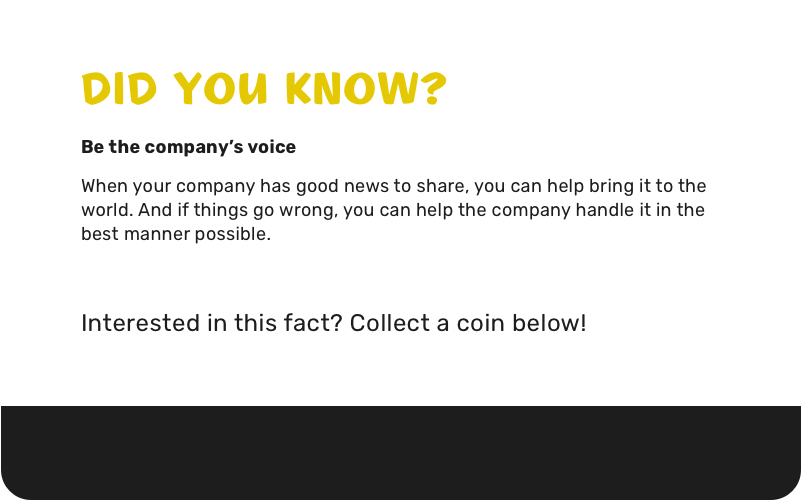 DID YOU KNOW?
Be the company’s voice
When your company has good news to share, you can help bring it to the
world. And if things go wrong, you can help the company handle it in the
best manner possible.
Interested in this fact? Collect a coin below!